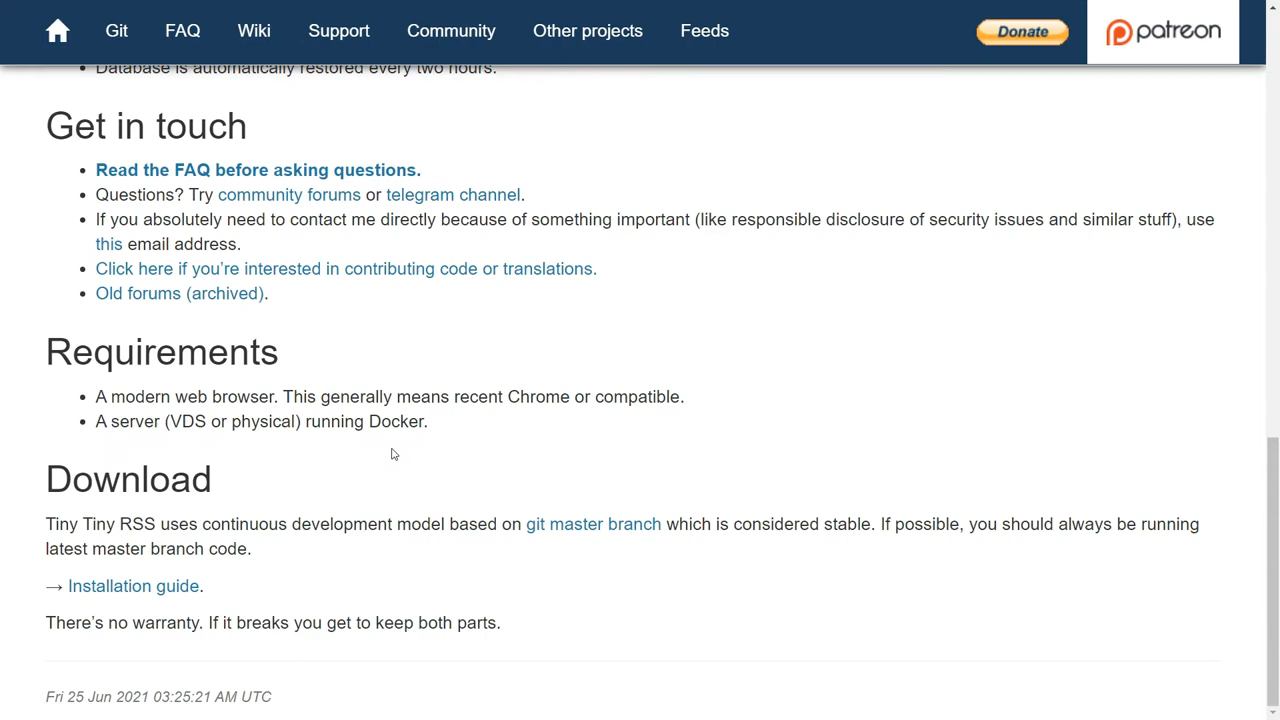 Git FAQ Wiki Support Community Other projects Feeds Donate patreon
Database is automatically restored every two hours.
Get in touch
Read the FAQ before asking questions.
Questions? Try community forums or telegram channel.
If you absolutely need to contact me directly because of something important (like responsible disclosure of security issues and similar stuff), use
this email address.
Click here if you're interested in contributing code or translations.
Old forums (archived).
Requirements
A modern web browser. This generally means recent Chrome or compatible.
A server (VDS or physical) running Docker.
Download
Tiny Tiny RSS uses continuous development model based on git master branch which is considered stable. If possible, you should always be running
latest master branch code.
→ Installation guide.
There's no warranty. If it breaks you get to keep both parts.
Fri 25 Jun 2021 03:25:21 AM UTC